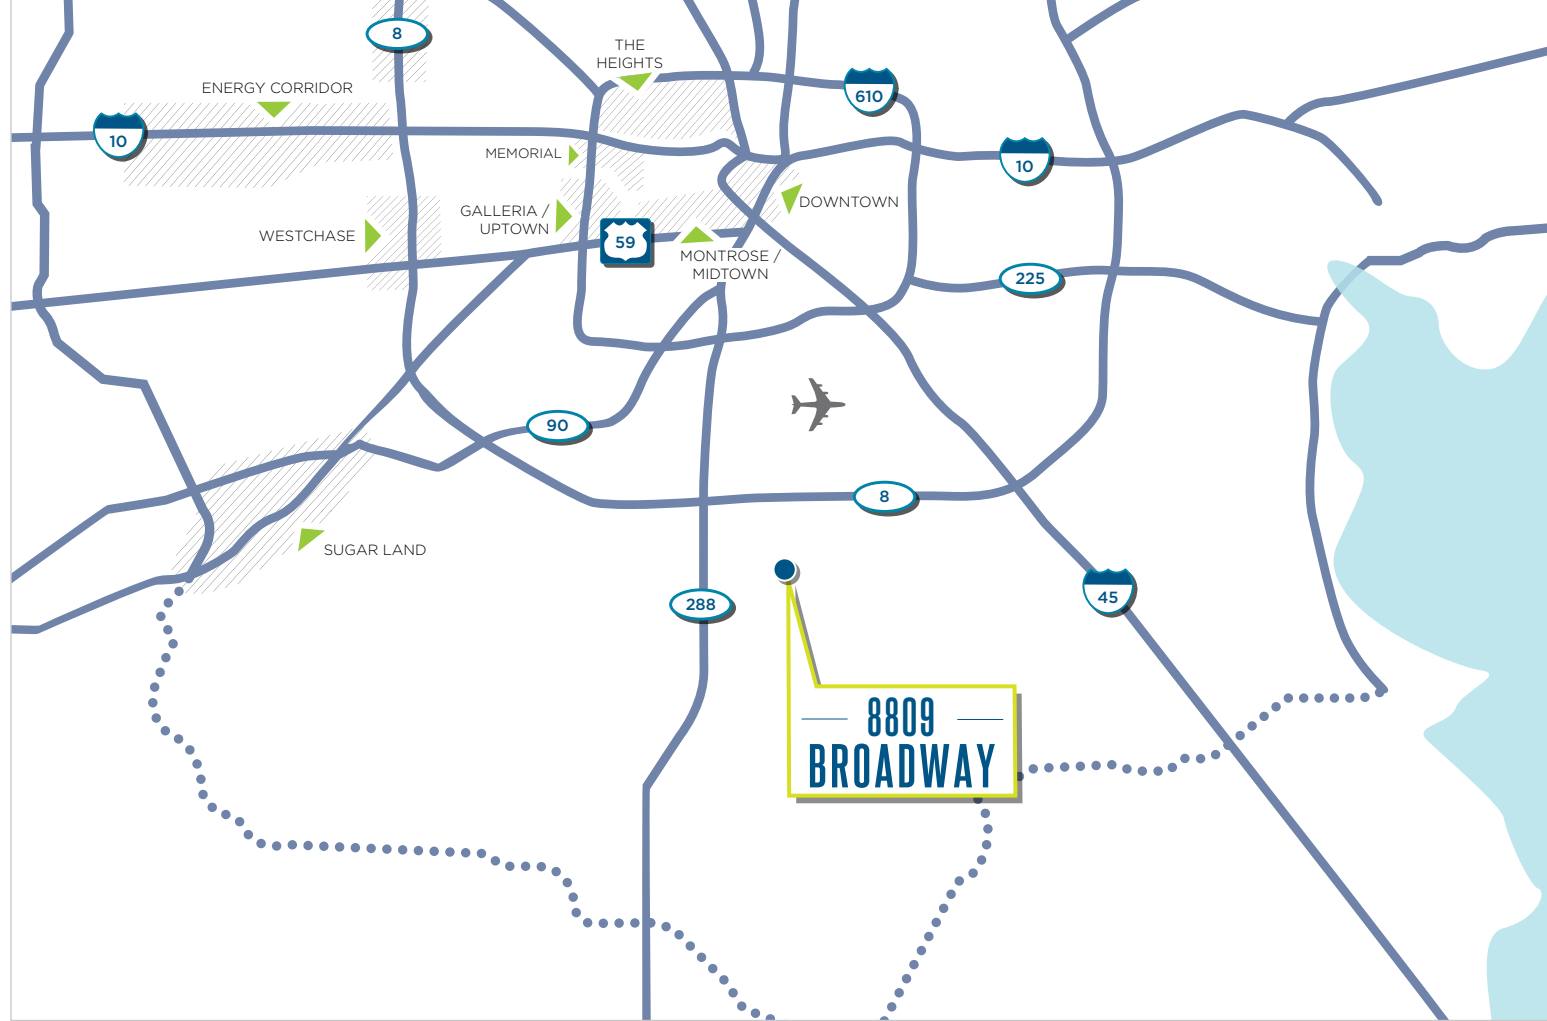 8
THE
HEIGHTS
ENERGY CORRIDOR
610
10
MEMORIAL
10
DOWNTOWN
GALLERIA /
UPTOWN
WESTCHASE
59
MONTROSE /
MIDTOWN
225
90
8
SUGAR LAND
45
288
8809
BROADWAY